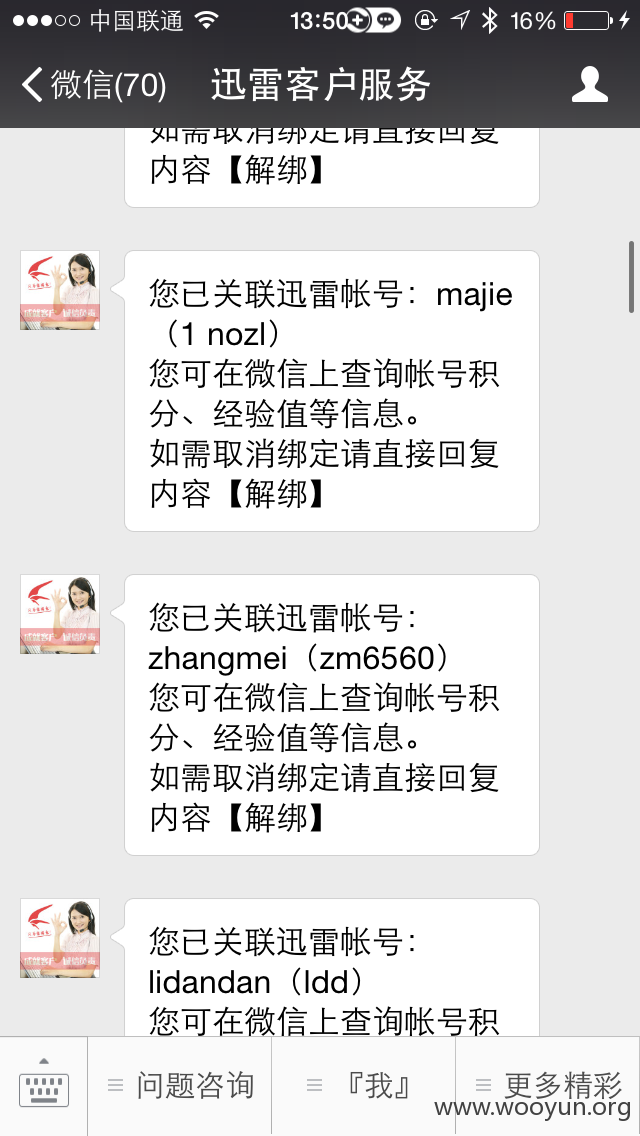 中国联通 13:50 16%
微信(70) 迅雷客户服务
如需取消绑定请直接回复
内容【解绑】
您已关联迅雷帐号：majie
（1 nozl）
您可在微信上查询帐号积
分、经验值等信息。
如需取消绑定请直接回复
内容【解绑】
您已关联迅雷帐号：
zhangmei（zm6560）
您可在微信上查询帐号积
分、经验值等信息。
如需取消绑定请直接回复
内容【解绑】
您已关联迅雷帐号：
lidandan（ldd）
您可在微信上查询帐号积
问题咨询 『我』 更多精彩
www.wooyun.org